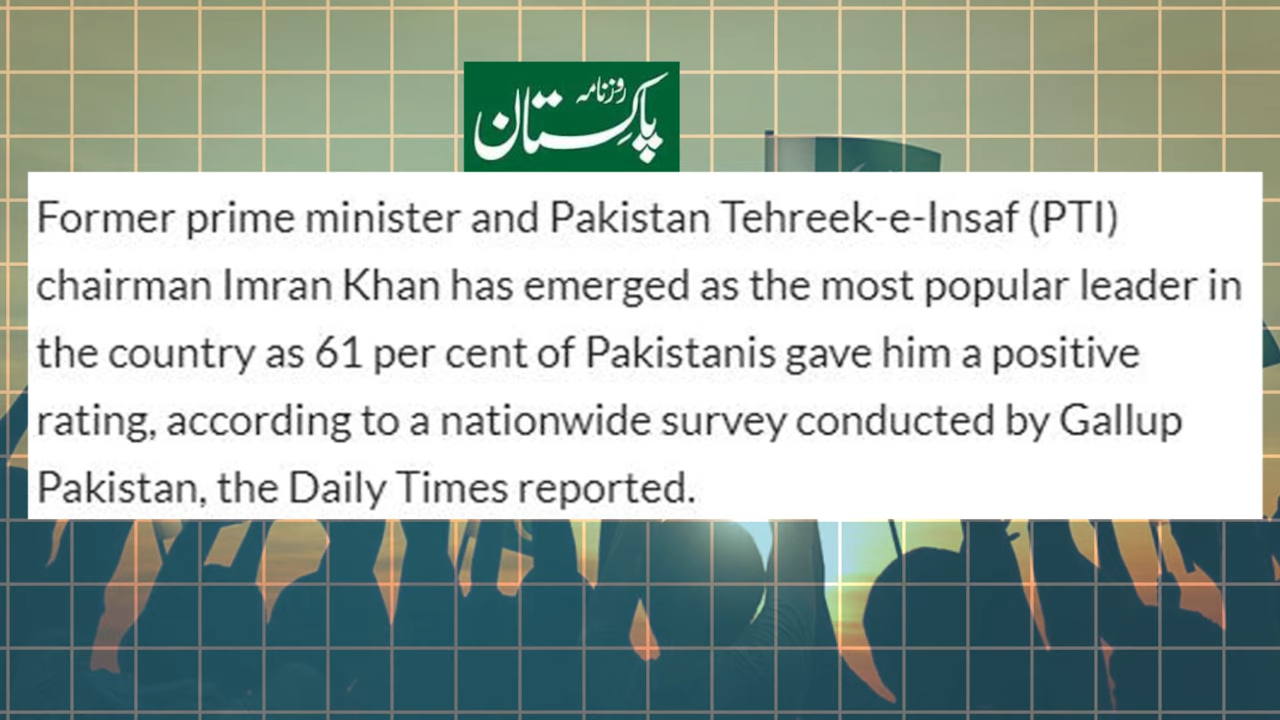 روزنامہ
پاکستان
Former prime minister and Pakistan Tehreek-e-Insaf (PTI)
chairman Imran Khan has emerged as the most popular leader in
the country as 61 per cent of Pakistanis gave him a positive
rating, according to a nationwide survey conducted by Gallup
Pakistan, the Daily Times reported.